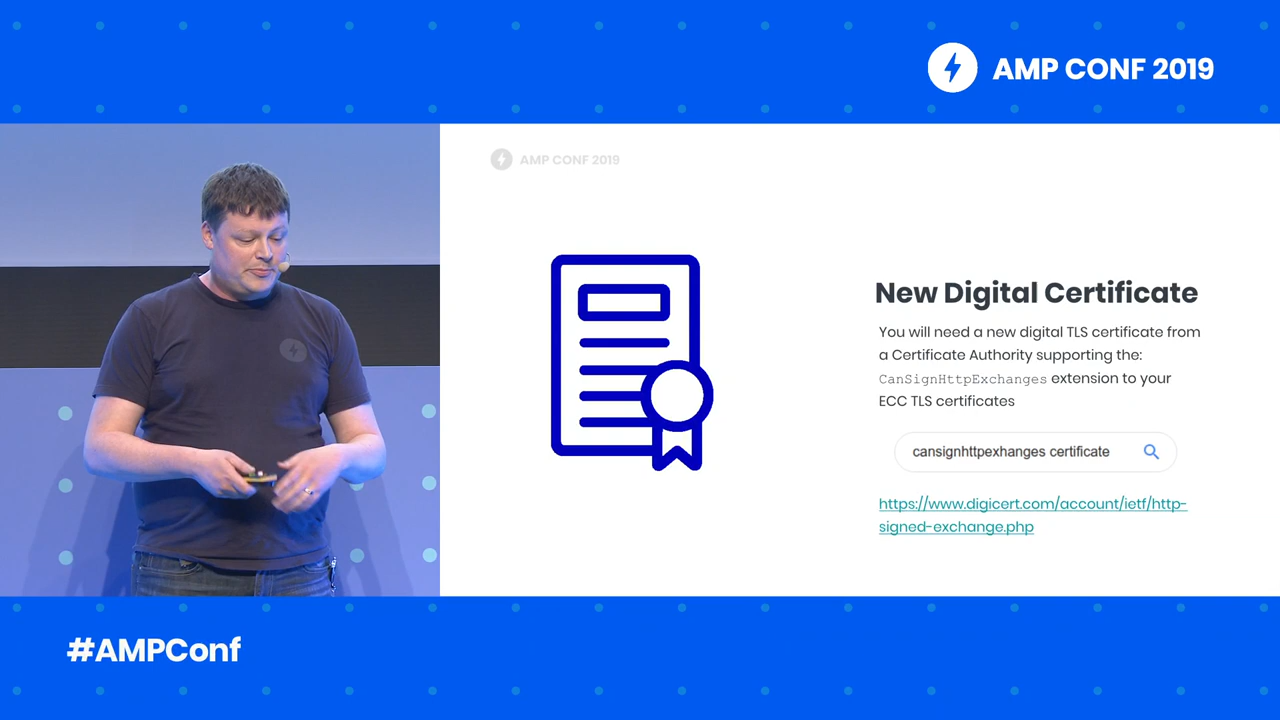 AMP CONF 2019
AMP CONF 2019
New Digital Certificate
You will need a new digital TLS certificate from
a Certificate Authority supporting the:
CanSignHttpExchanges extension to your
ECC TLS certificates
cansignhttpexhanges certificate
https://www.digicert.com/account/ietf/http-
signed-exchange.php
#AMPConf